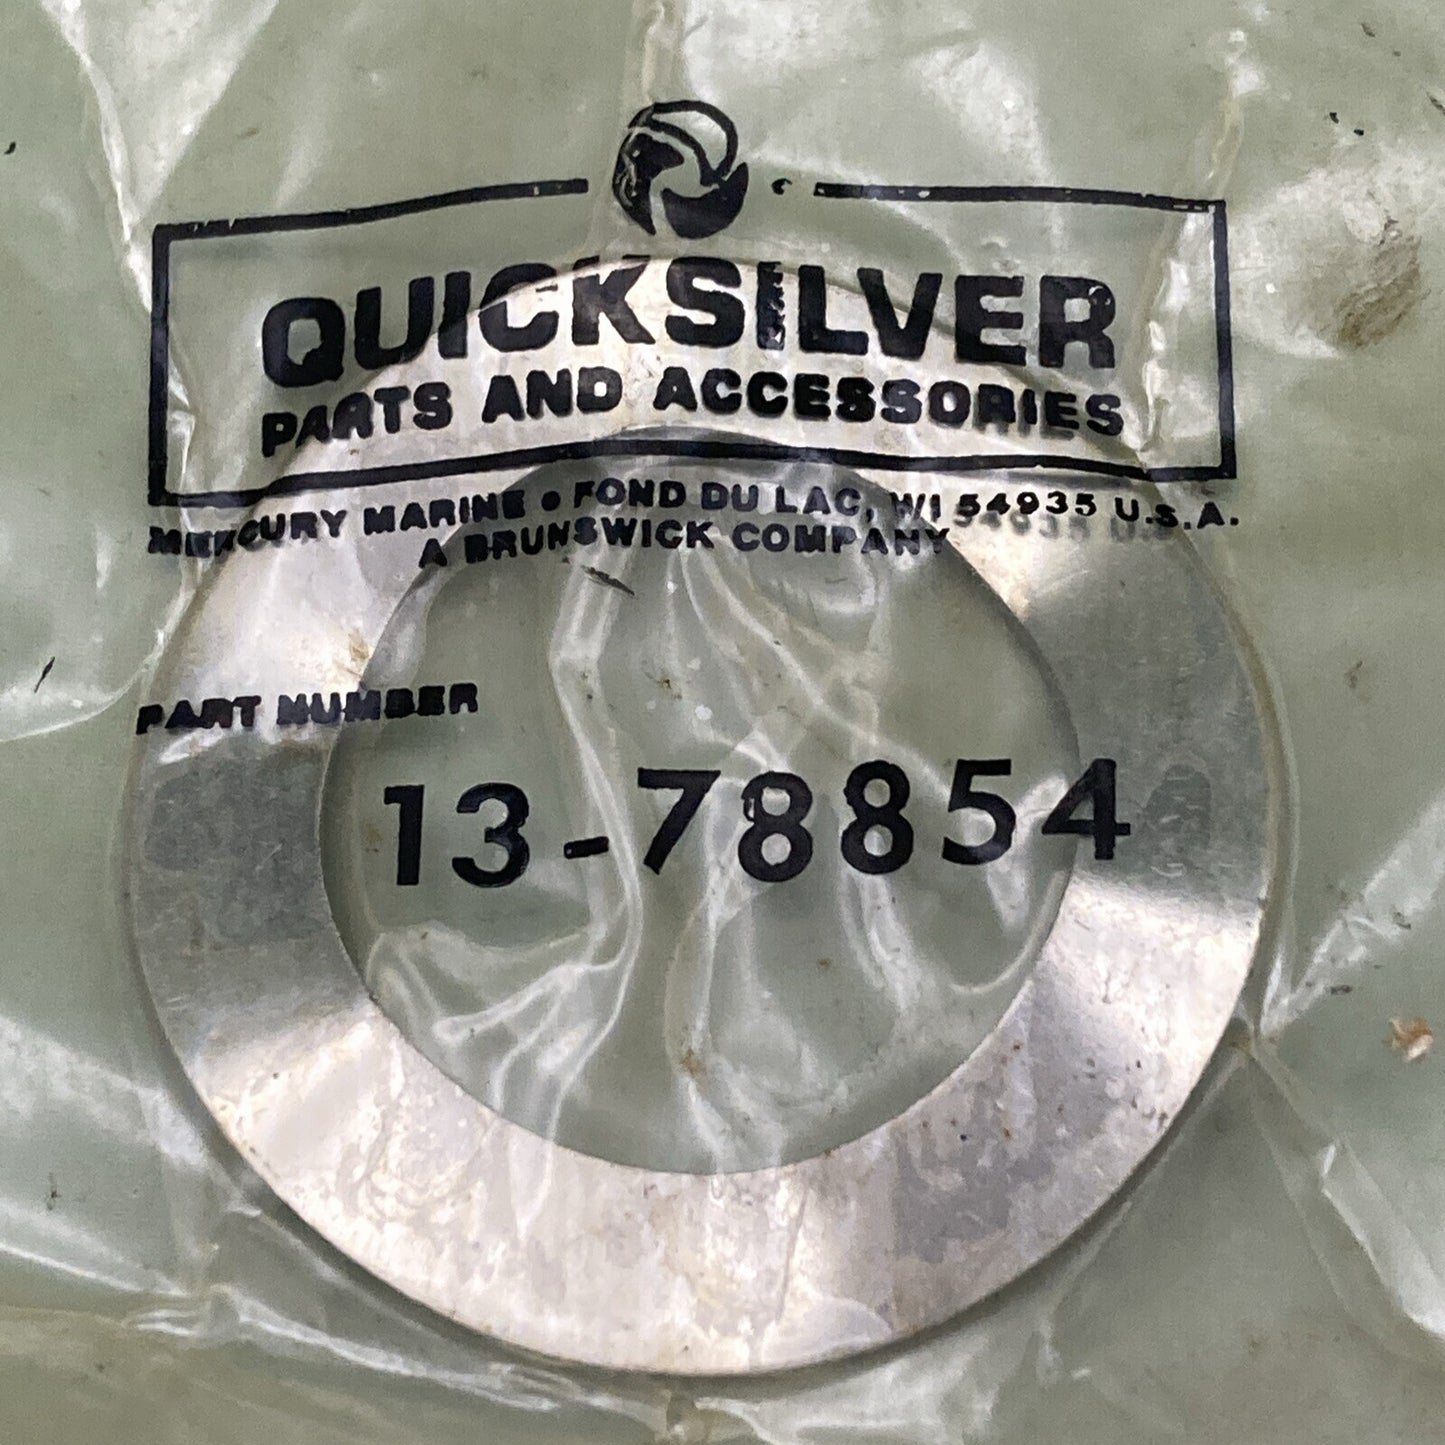 QUICKSILVER
PARTS AND ACCESSORIES
MERCURY MARINE • FOND DU LAC, WI 54935 U.S.A.
A BRUNSWICK COMPANY
PART NUMBER
13-78854